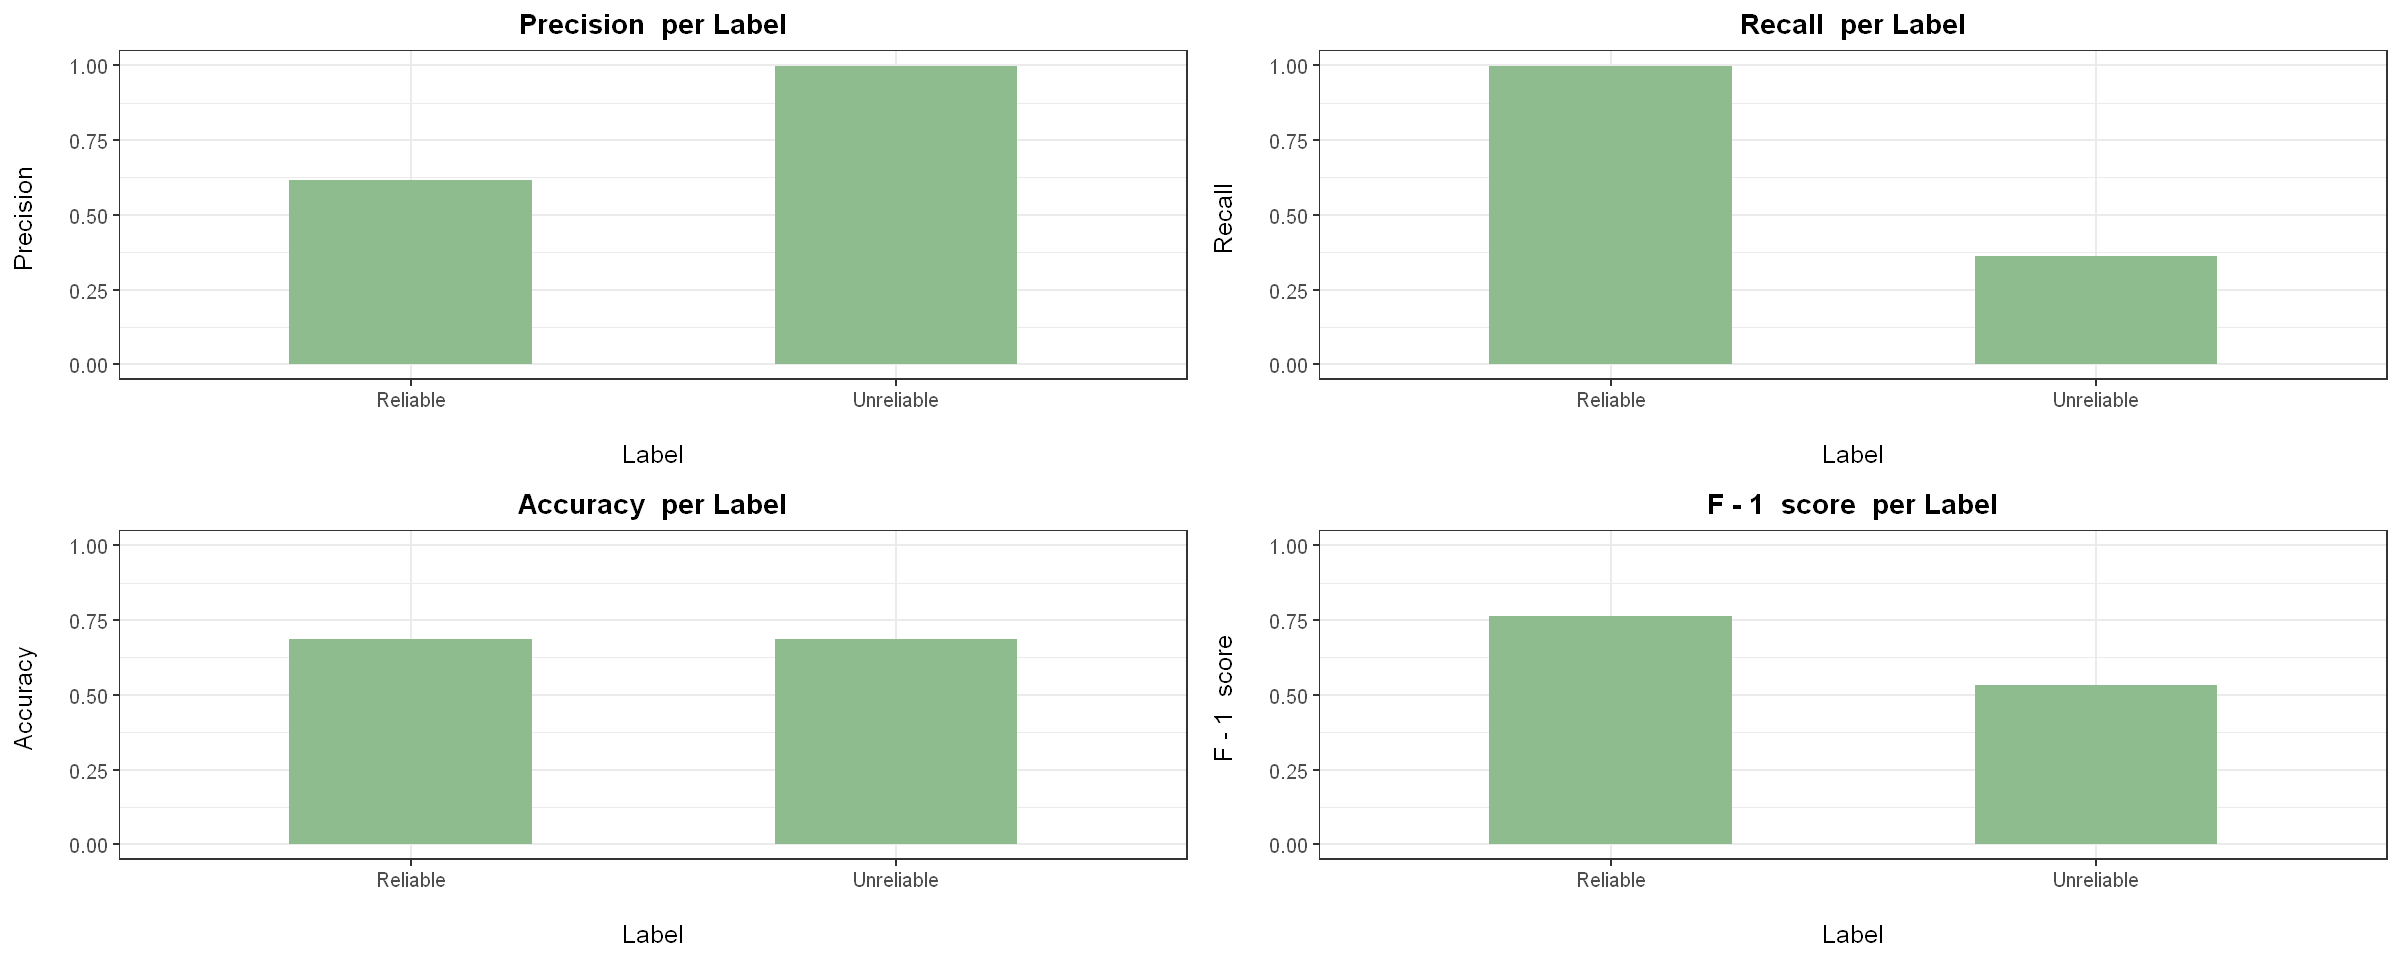 Precision  per Label
Precision
1.00
0.75
0.50
0.25
0.00
Reliable
Unreliable
Label
Recall  per Label
Recall
1.00
0.75
0.50
0.25
0.00
Reliable
Unreliable
Label
Accuracy  per Label
Accuracy
1.00
0.75
0.50
0.25
0.00
Reliable
Unreliable
Label
F - 1  score  per Label
F - 1  score
1.00
0.75
0.50
0.25
0.00
Reliable
Unreliable
Label